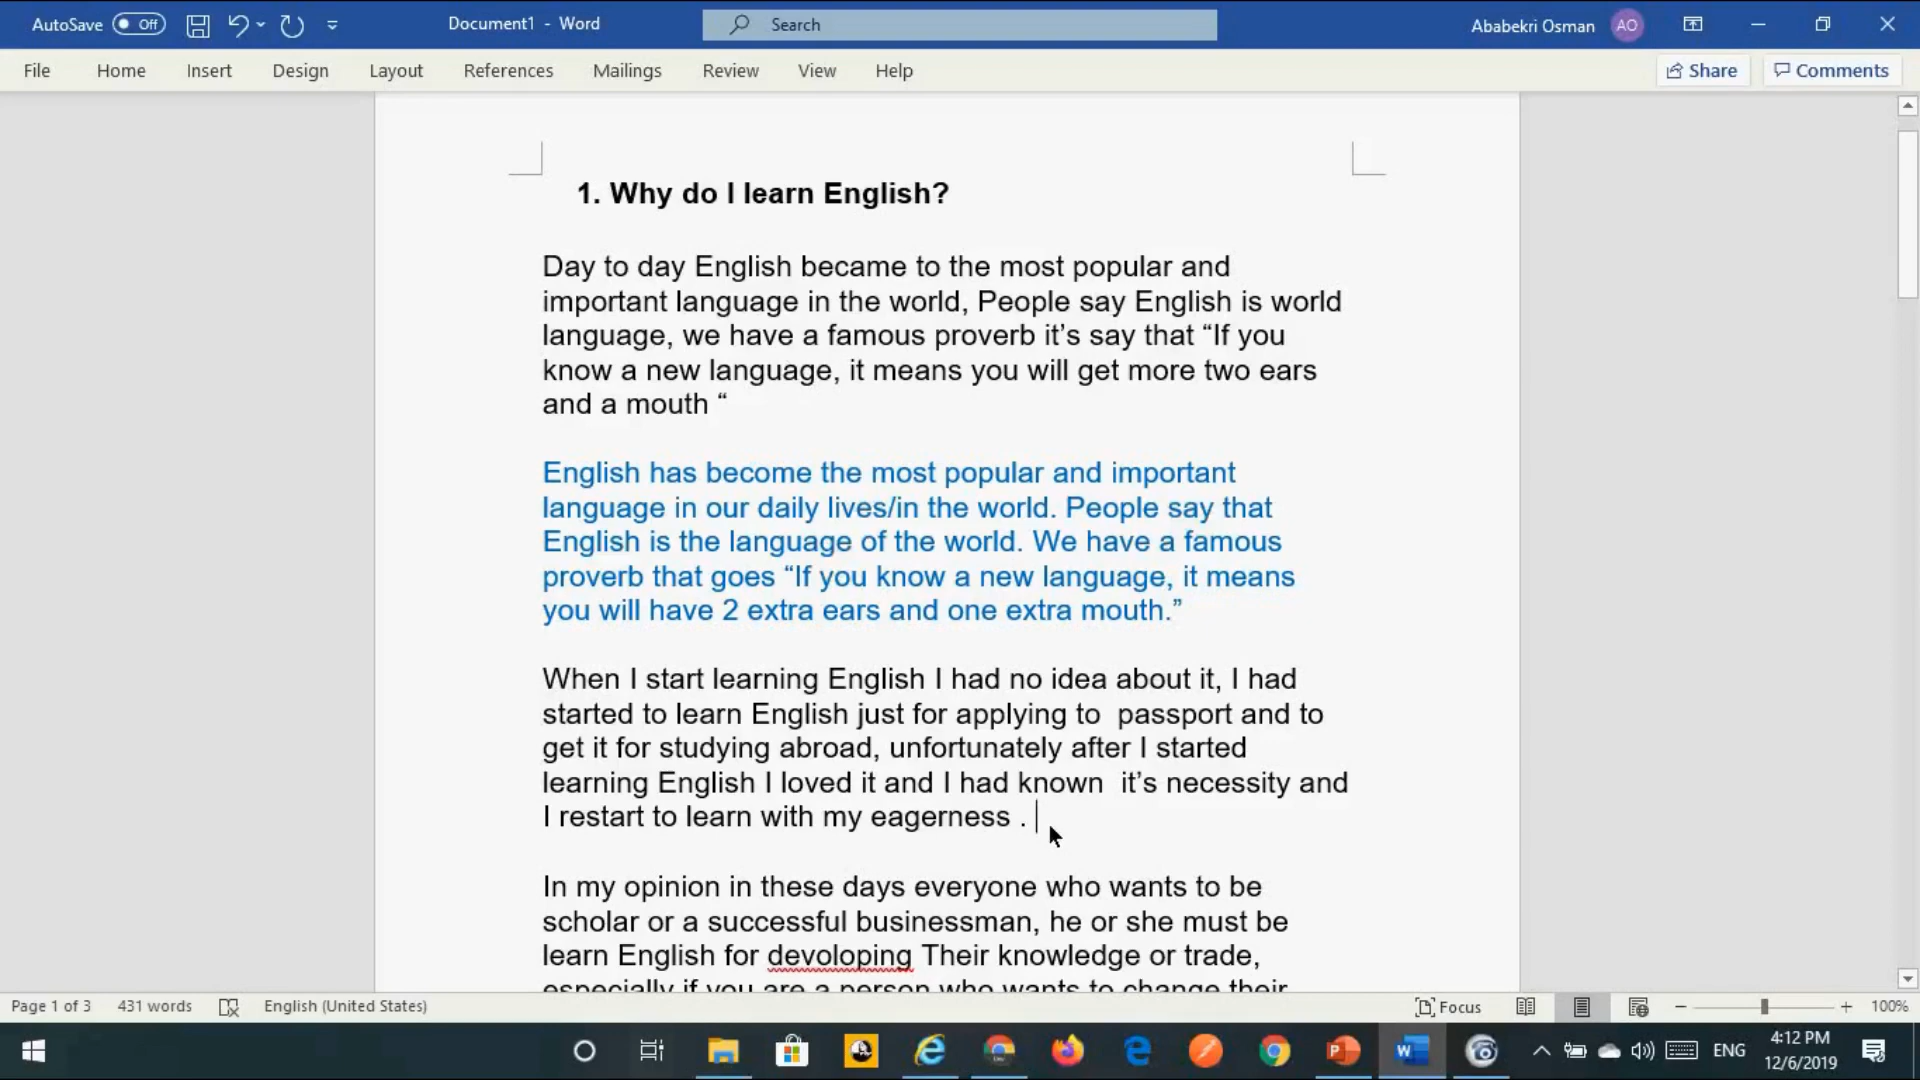 AutoSave Off Document1 - Word Search Ababekri Osman AO
File Home Insert Design Layout References Mailings Review View Help Share Comments
1. Why do I learn English?
Day to day English became to the most popular and
important language in the world, People say English is world
language, we have a famous proverb it’s say that “If you
know a new language, it means you will get more two ears
and a mouth “
English has become the most popular and important
language in our daily lives/in the world. People say that
English is the language of the world. We have a famous
proverb that goes “If you know a new language, it means
you will have 2 extra ears and one extra mouth.”
When I start learning English I had no idea about it, I had
started to learn English just for applying to passport and to
get it for studying abroad, unfortunately after I started
learning English I loved it and I had known it’s necessity and
I restart to learn with my eagerness .
In my opinion in these days everyone who wants to be
scholar or a successful businessman, he or she must be
learn English for devoloping Their knowledge or trade,
especially if you are a person who wants to change their
Page 1 of 3 431 words English (United States) Focus 100%
ENG 4:12 PM
12/6/2019